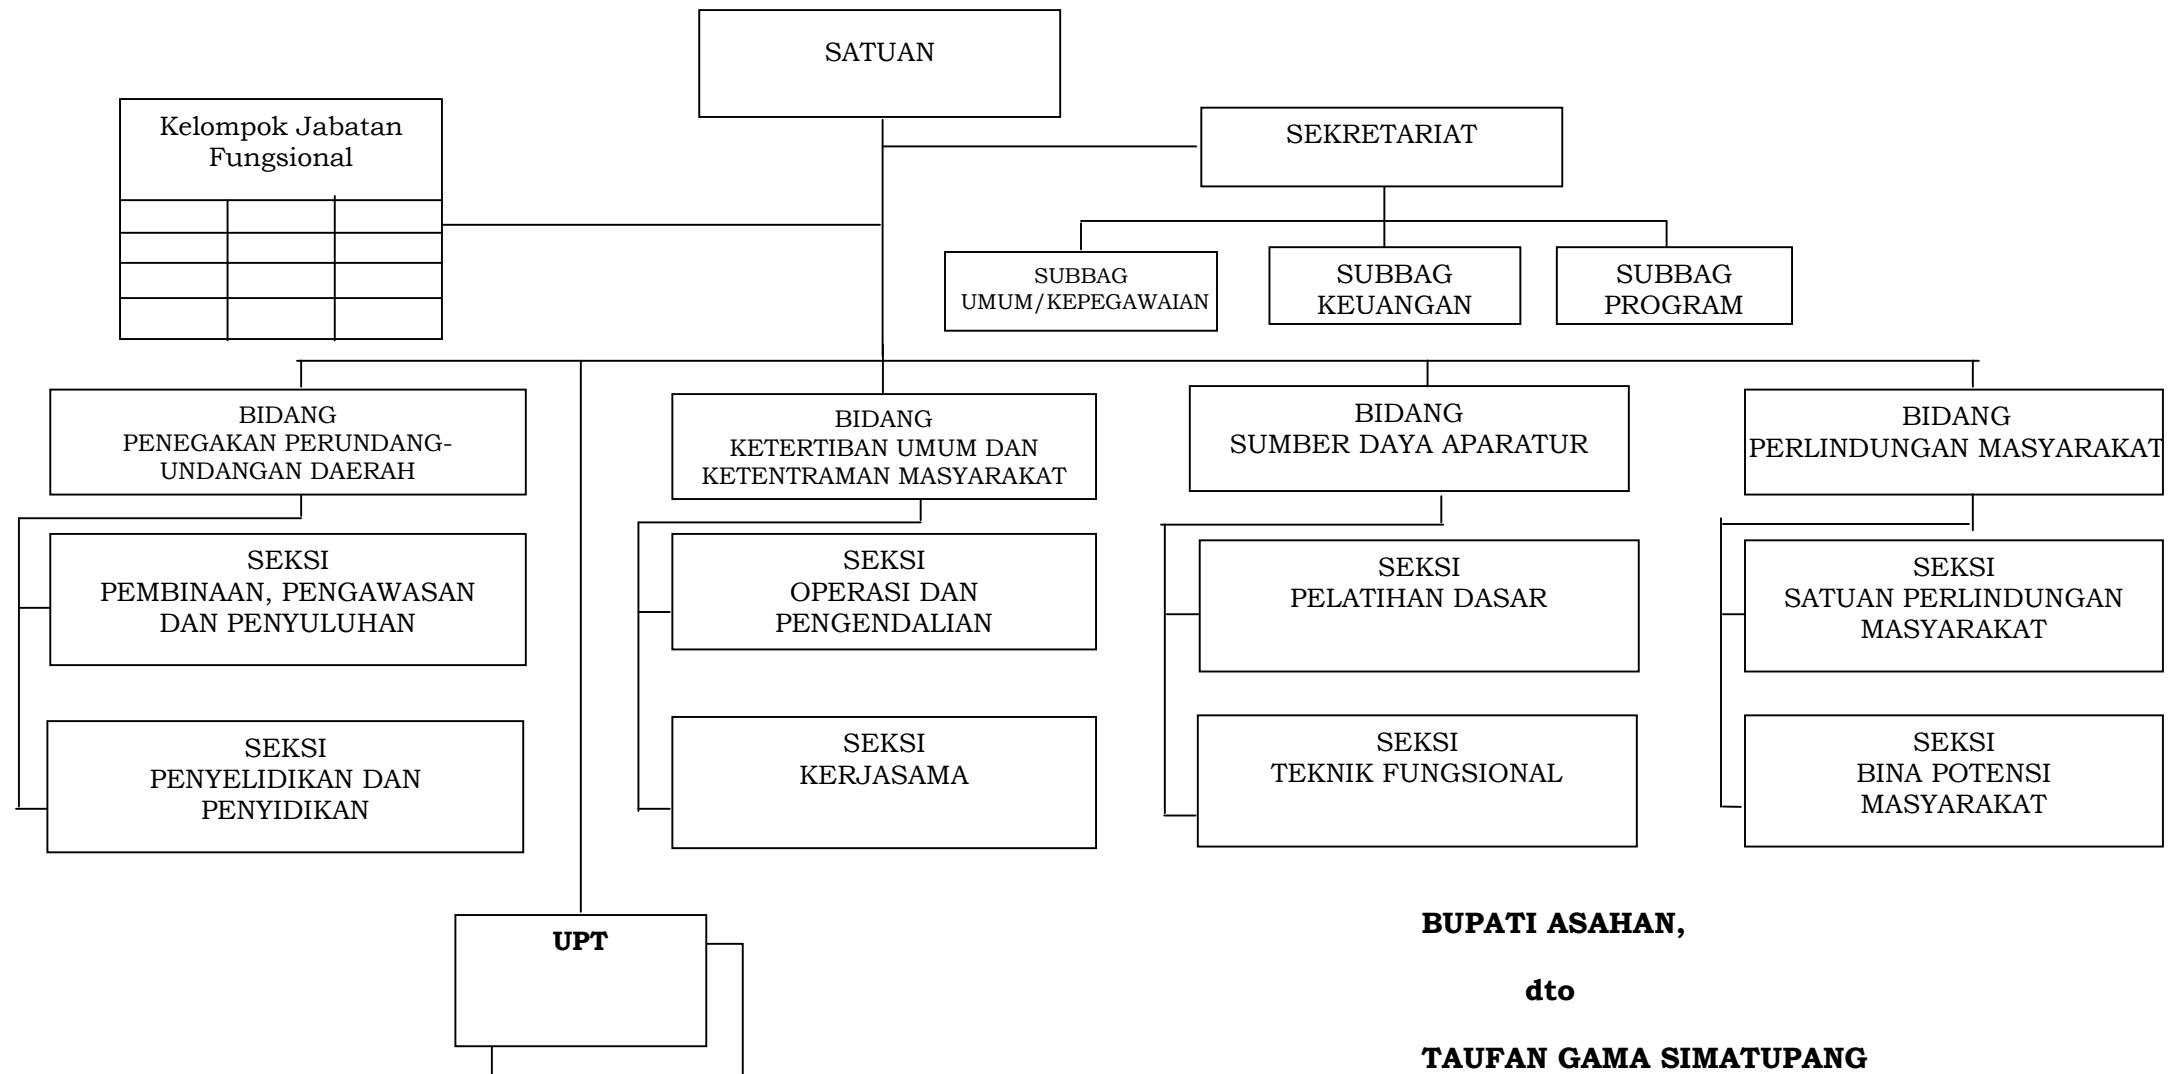 SATUAN
Kelompok Jabatan
Fungsional
SEKRETARIAT
SUBBAG
UMUM/KEPEGAWAIAN
SUBBAG
KEUANGAN
SUBBAG
PROGRAM
BIDANG
PENEGAKAN PERUNDANG-
UNDANGAN DAERAH
BIDANG
KETERTIBAN UMUM DAN
KETENTRAMAN MASYARAKAT
BIDANG
SUMBER DAYA APARATUR
BIDANG
PERLINDUNGAN MASYARAKAT
SEKSI
PEMBINAAN, PENGAWASAN
DAN PENYULUHAN
SEKSI
OPERASI DAN
PENGENDALIAN
SEKSI
PELATIHAN DASAR
SEKSI
SATUAN PERLINDUNGAN
MASYARAKAT
SEKSI
PENYELIDIKAN DAN
PENYIDIKAN
SEKSI
KERJASAMA
SEKSI
TEKNIK FUNGSIONAL
SEKSI
BINA POTENSI
MASYARAKAT
UPT
BUPATI ASAHAN,
dto
TAUFAN GAMA SIMATUPANG